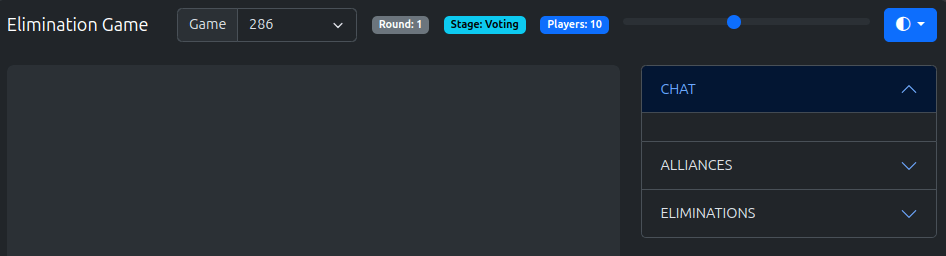 Elimination Game Game 286 Round: 1 Stage: Voting Players: 10
CHAT
ALLIANCES
ELIMINATIONS